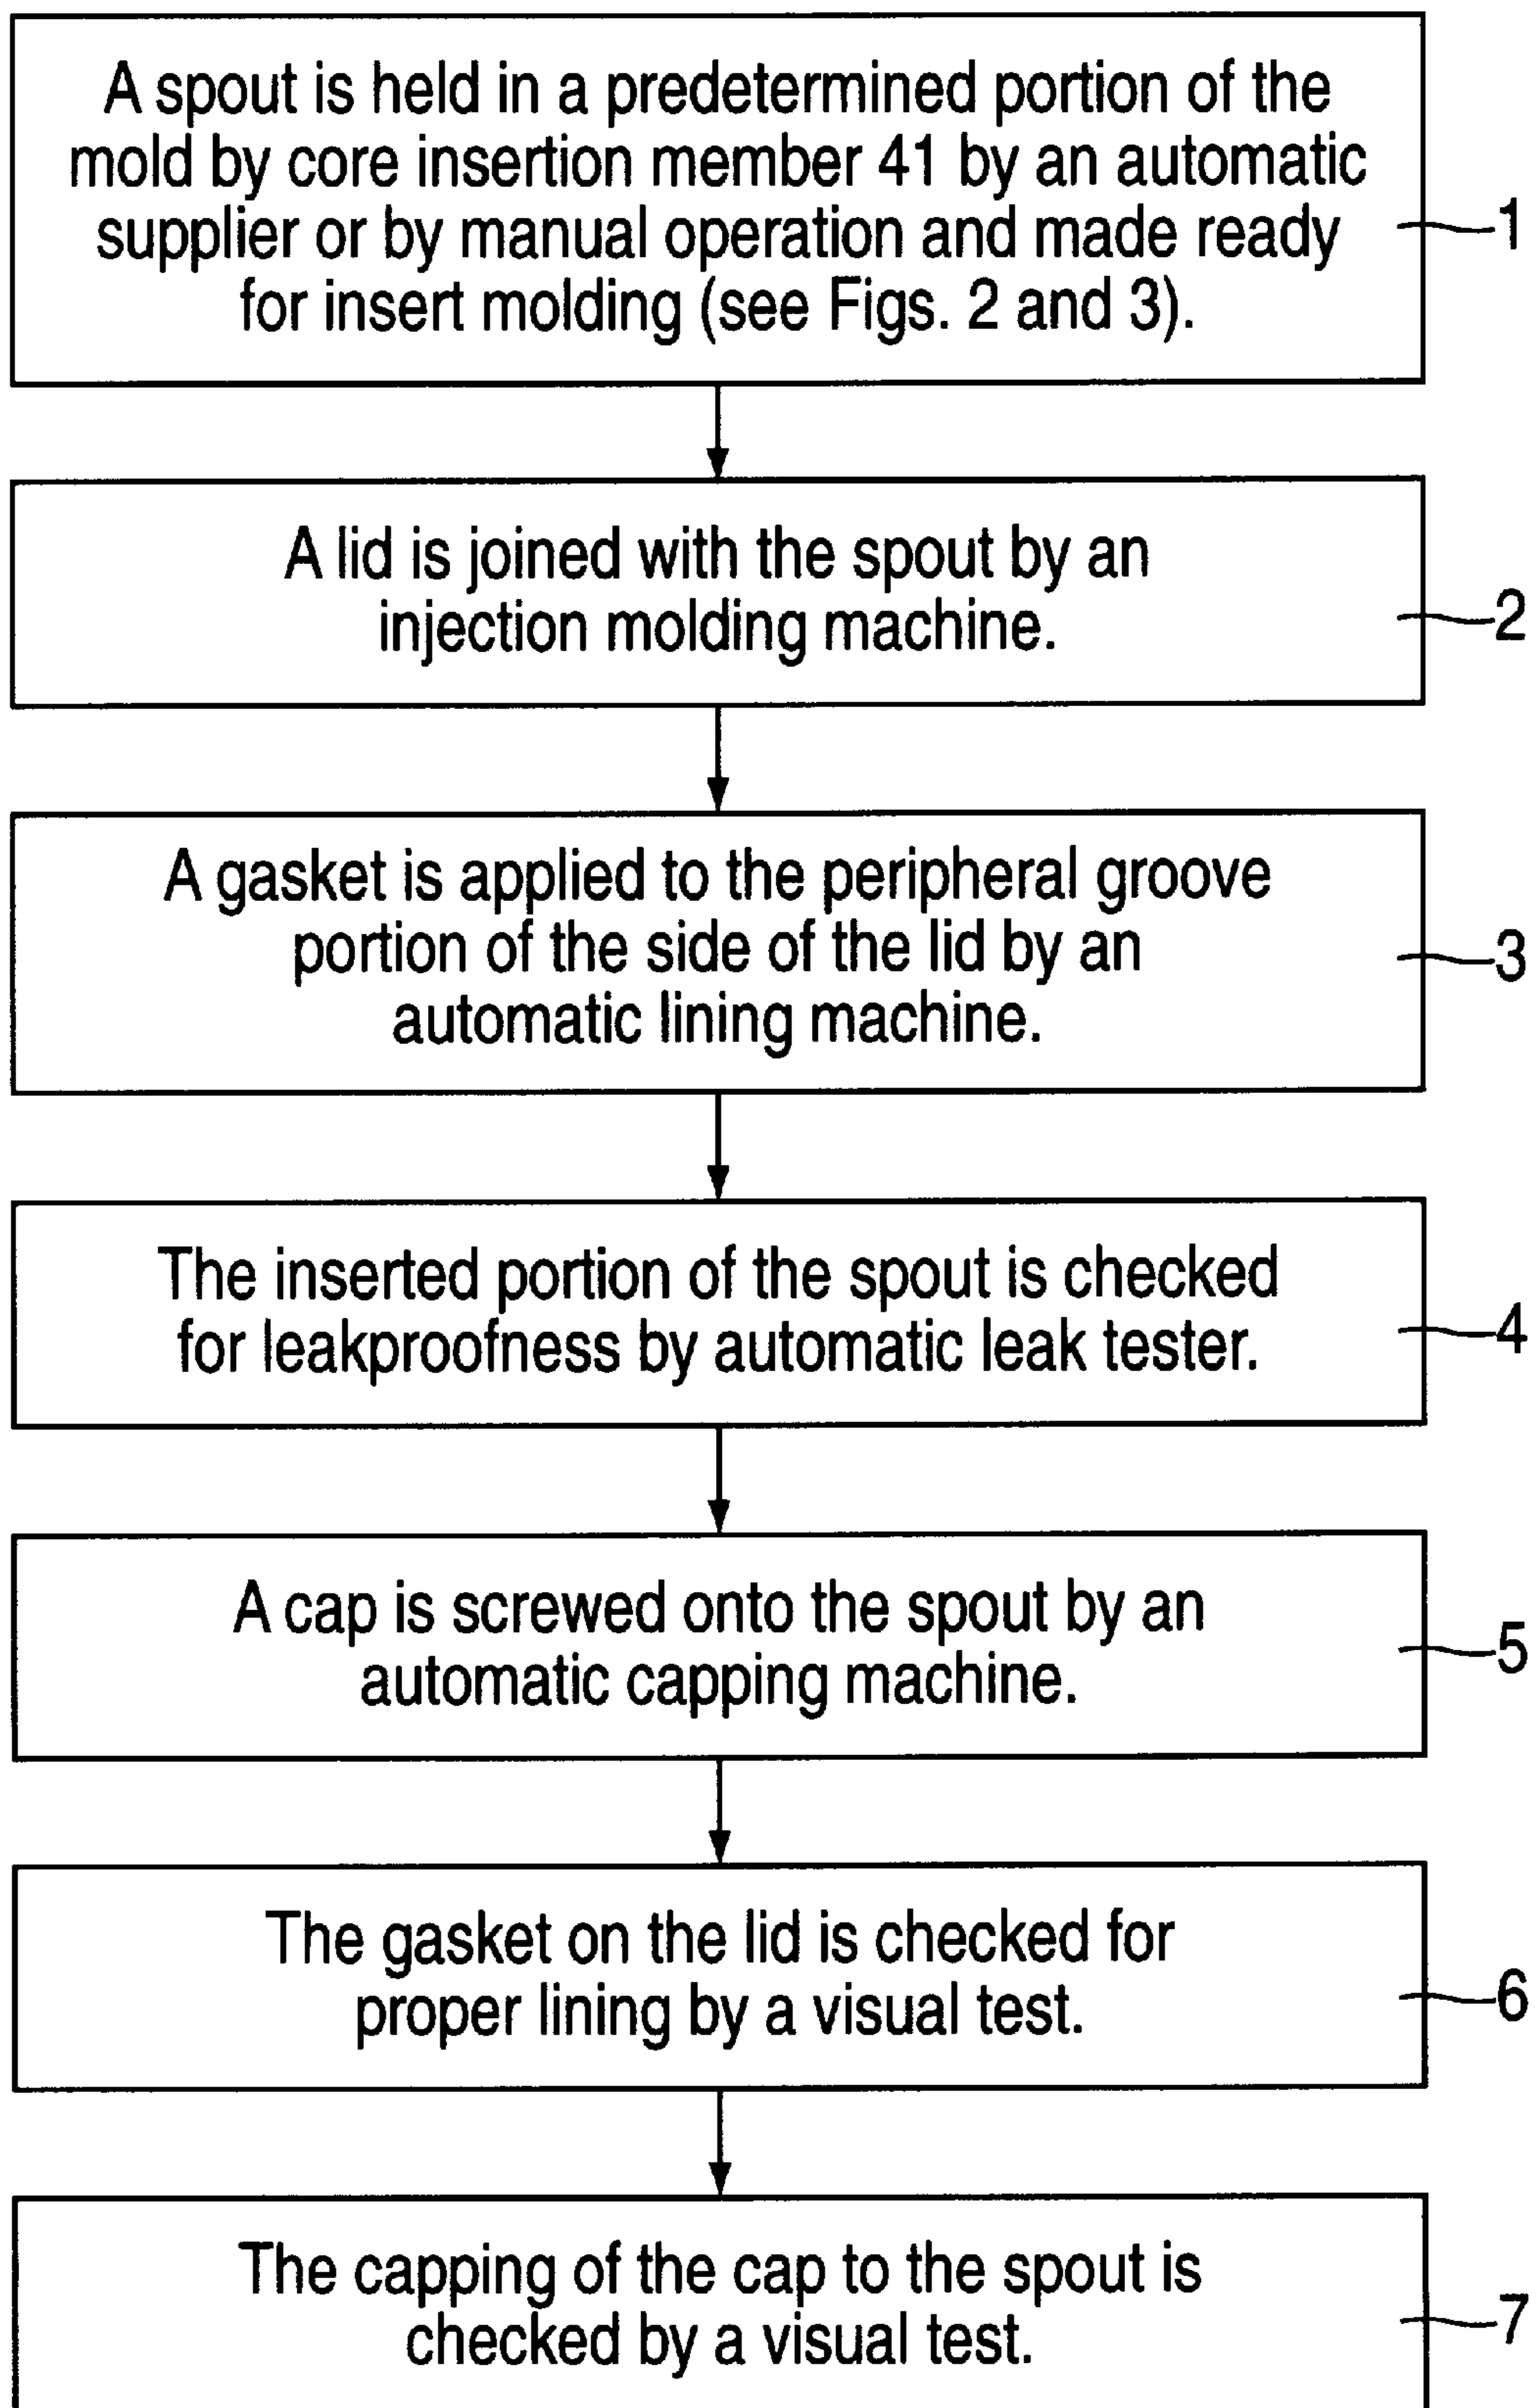 A spout is held in a predetermined portion of the
mold by core insertion member 41 by an automatic
supplier or by manual operation and made ready
for insert molding (see Figs. 2 and 3).
1
A lid is joined with the spout by an
injection molding machine.
2
A gasket is applied to the peripheral groove
portion of the side of the lid by an
automatic lining machine.
3
The inserted portion of the spout is checked
for leakproofness by automatic leak tester.
4
A cap is screwed onto the spout by an
automatic capping machine.
5
The gasket on the lid is checked for
proper lining by a visual test.
6
The capping of the cap to the spout is
checked by a visual test.
7